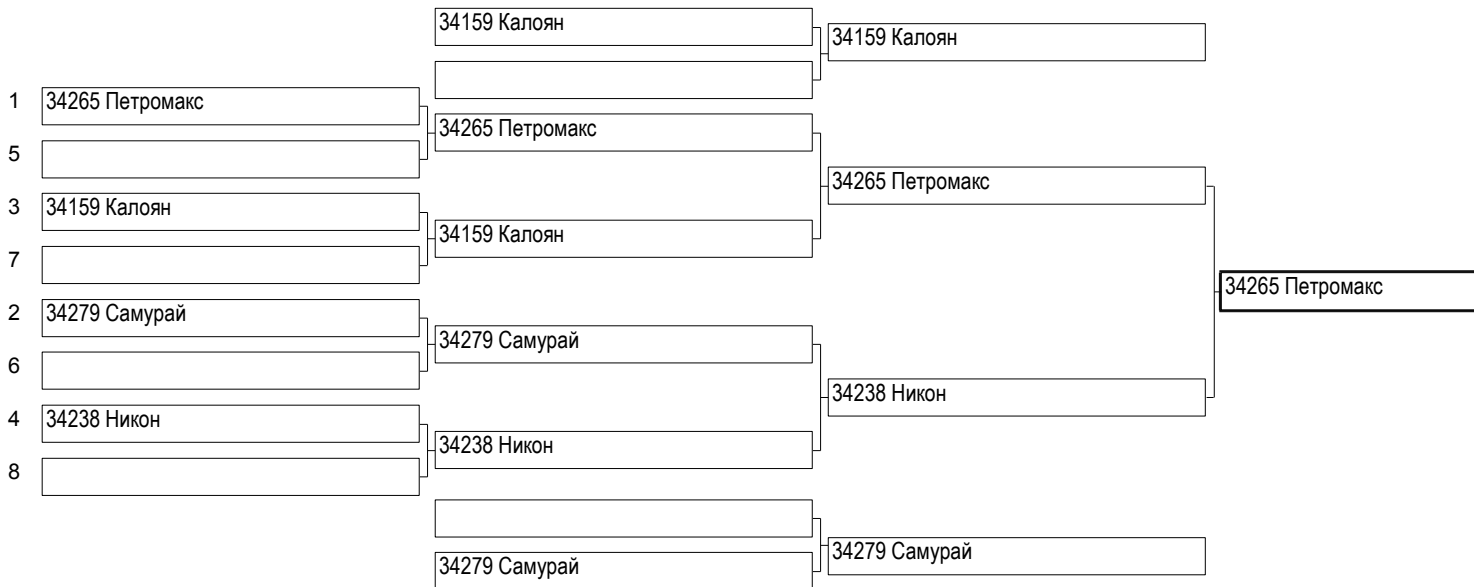 34159 Калоян
34159 Калоян
1 34265 Петромакс
34265 Петромакс
5
34265 Петромакс
3 34159 Калоян
34159 Калоян
7
34265 Петромакс
2 34279 Самурай
34279 Самурай
6
34238 Никон
4 34238 Никон
34238 Никон
8
34279 Самурай
34279 Самурай